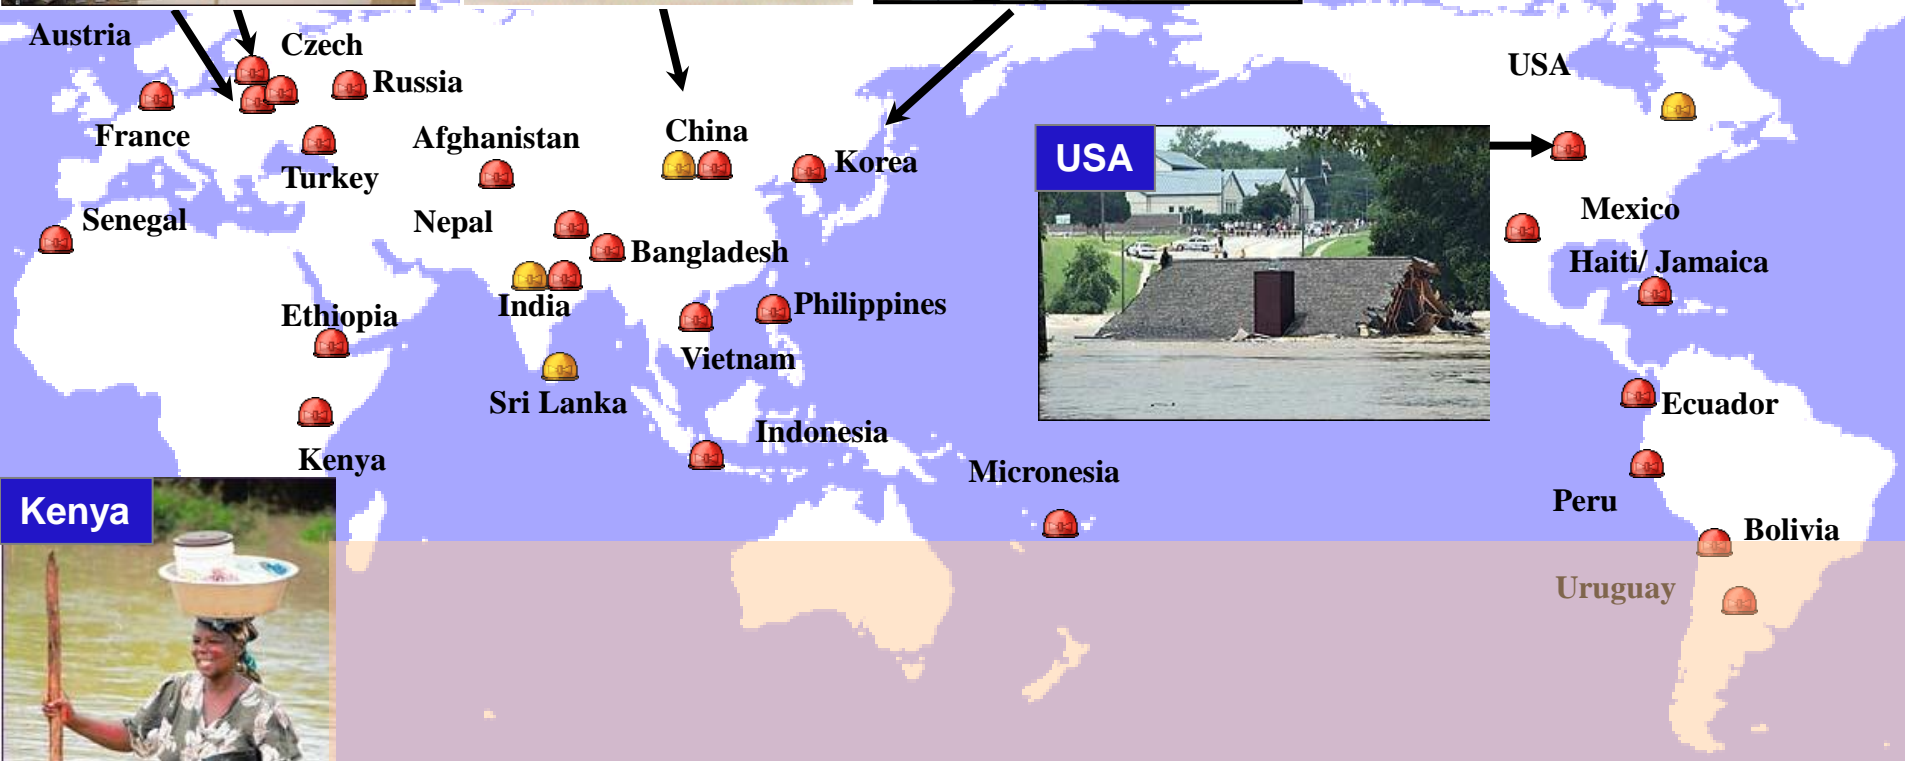 Austria
Czech
USA
Russia
France
Afghanistan
China
Korea
USA
Turkey
Senegal
Nepal
Mexico
Bangladesh
Haiti/ Jamaica
India
Ethiopia
Philippines
Vietnam
Sri Lanka
Ecuador
Indonesia
Kenya
Micronesia
Peru
Kenya
Bolivia
Uruguay